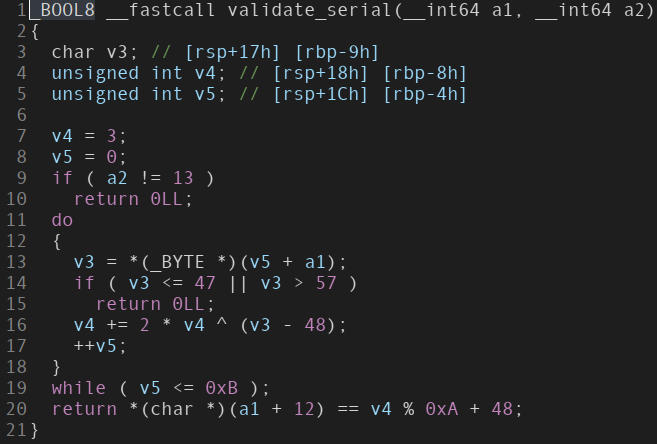 1 _BOOL8 __fastcall validate_serial(__int64 a1, __int64 a2)
2 {
3 char v3; // [rsp+17h] [rbp-9h]
4 unsigned int v4; // [rsp+18h] [rbp-8h]
5 unsigned int v5; // [rsp+1Ch] [rbp-4h]
6
7 v4 = 3;
8 v5 = 0;
9 if ( a2 != 13 )
10 return 0LL;
11 do
12 {
13 v3 = *(_BYTE *)(v5 + a1);
14 if ( v3 <= 47 || v3 > 57 )
15 return 0LL;
16 v4 += 2 * v4 ^ (v3 - 48);
17 ++v5;
18 }
19 while ( v5 <= 0xB );
20 return *(char *)(a1 + 12) == v4 % 0xA + 48;
21 }